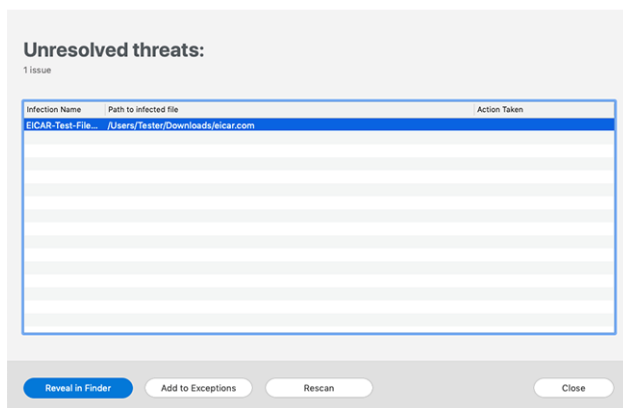 Unresolved threats:
1 issue
Infection Name Path to infected file Action Taken
EICAR-Test-File... /Users/Tester/Downloads/eicar.com
Reveal in Finder Add to Exceptions Rescan Close